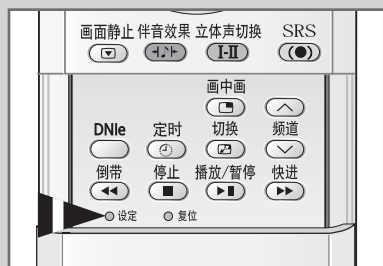 画面静止 伴音效果 立体声切换 SRS
I-II
画中画
DNIe 定时 切换 频道
倒带 停止 播放/暂停 快进
设定 复位